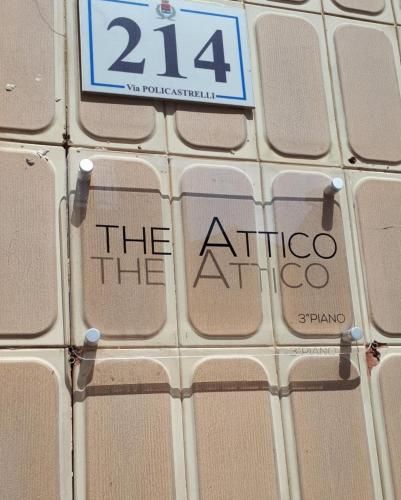 214
Via POLICASTRELLI
THE ATTICO
3°PIANO